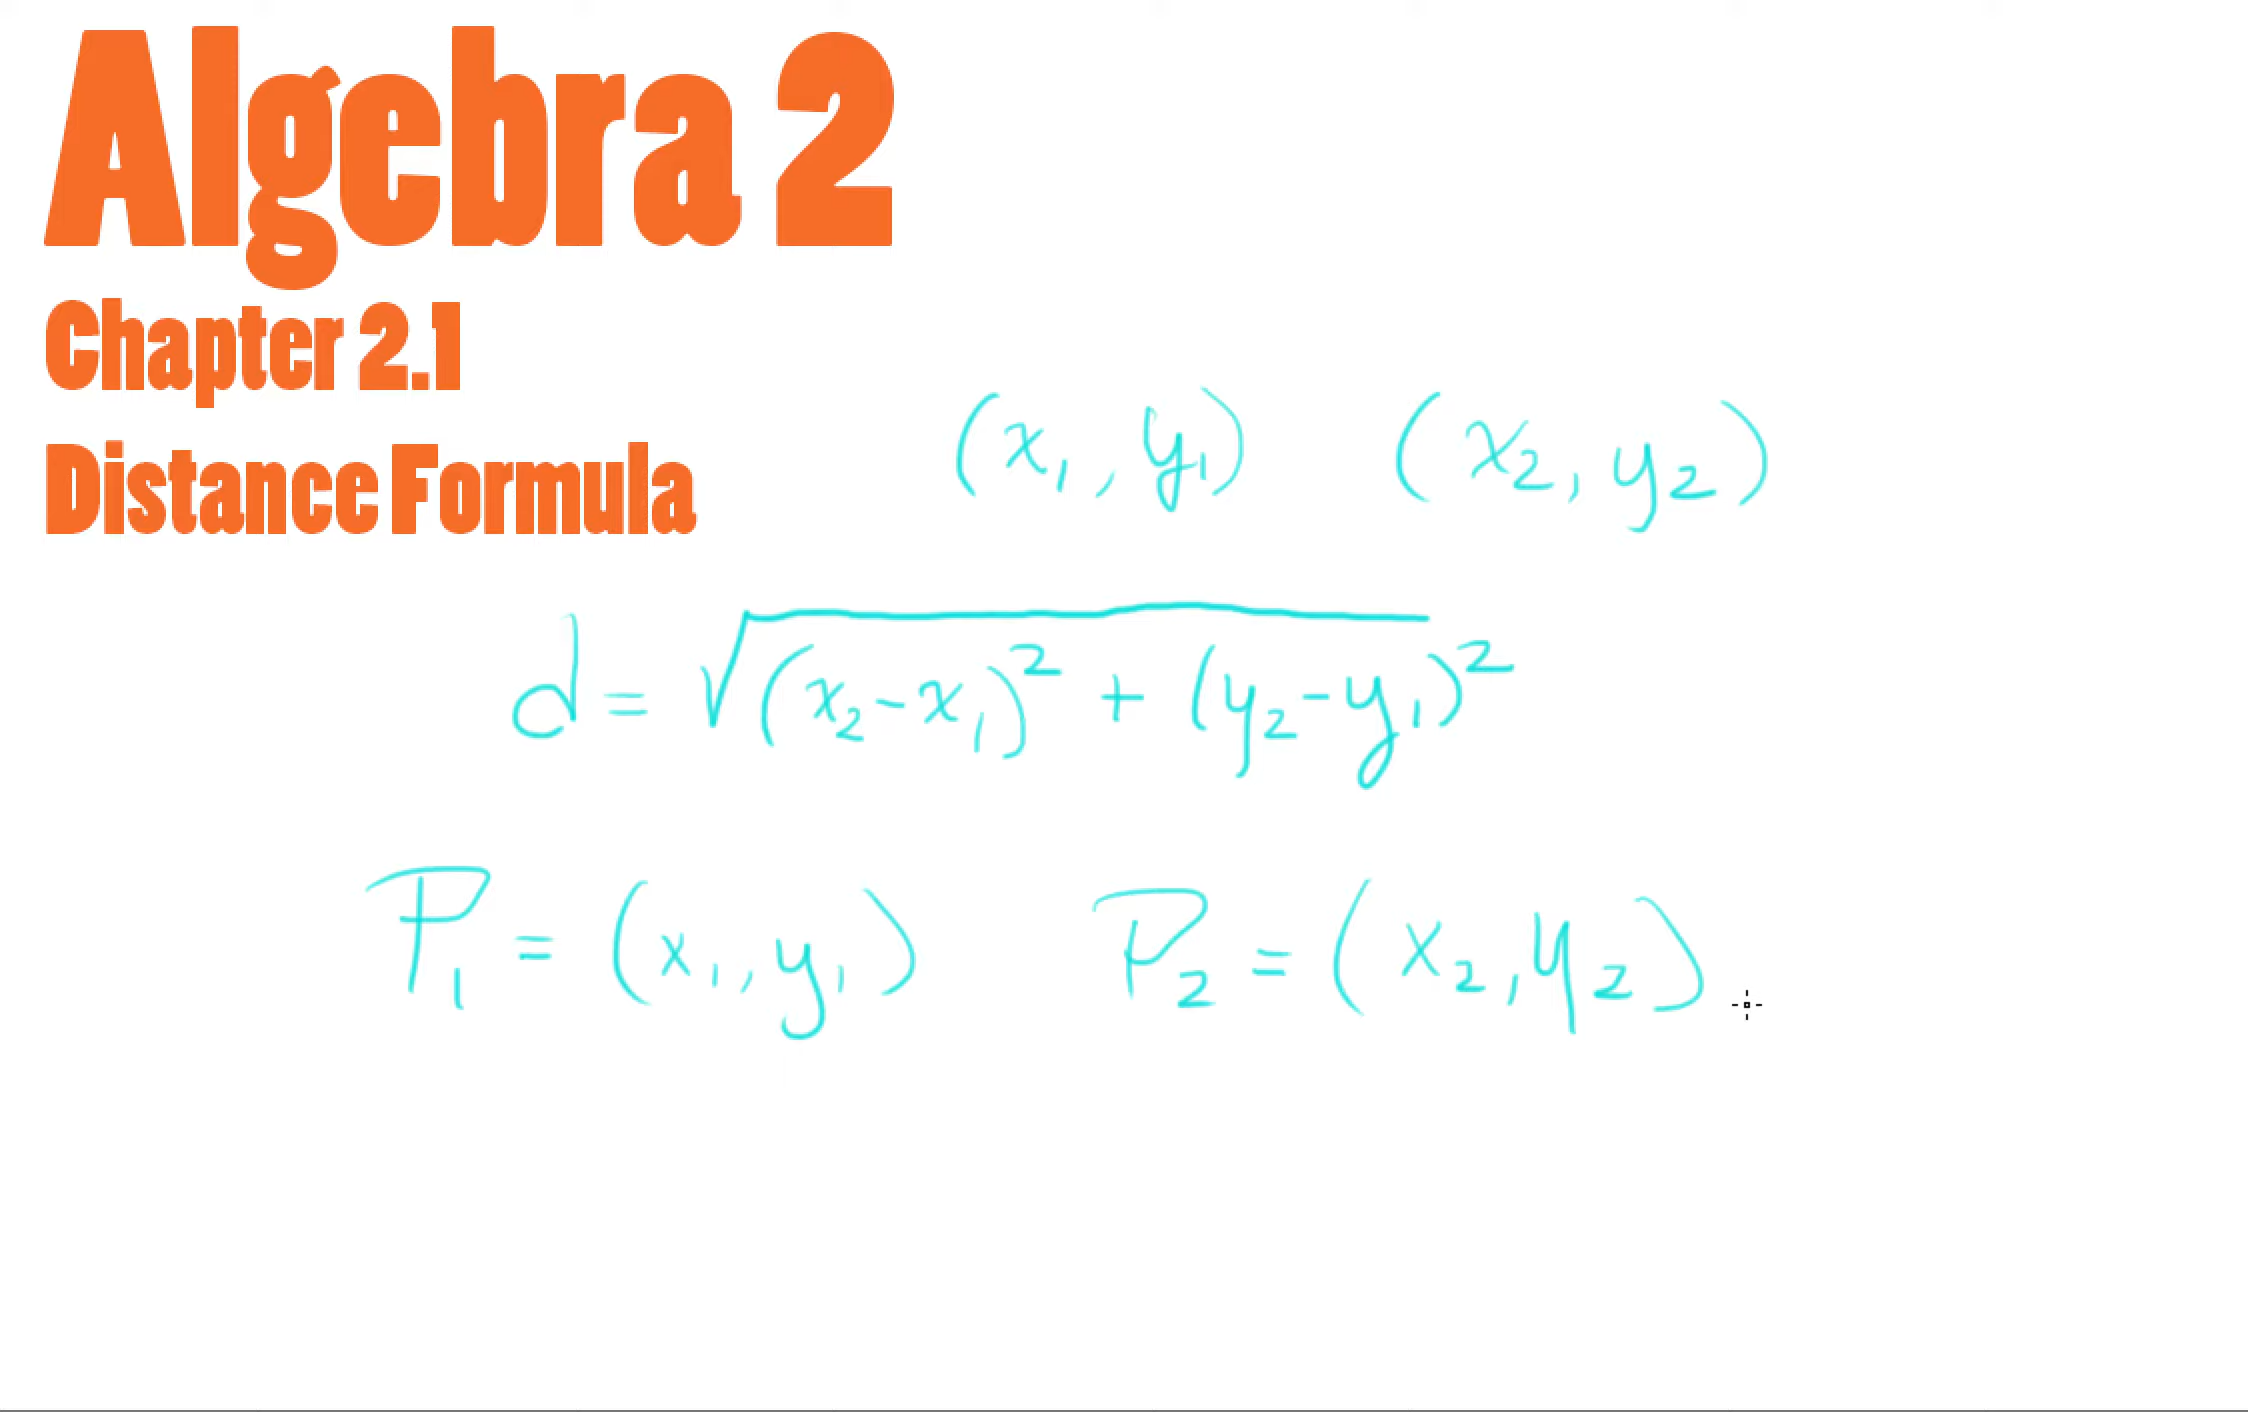 Algebra 2
Chapter 2.1
Distance Formula
(x₁, y₁) (x₂, y₂)
d = √(x₂-x₁)² + (y₂-y₁)²
P₁ = (x₁, y₁) P₂ = (x₂, y₂)